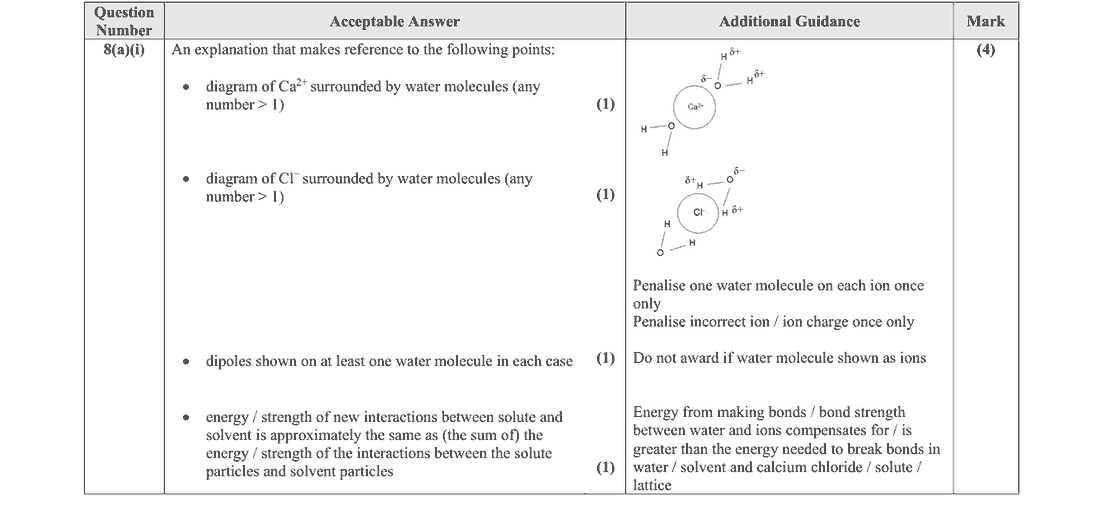 Question Number
Acceptable Answer
Additional Guidance
Mark
8(a)(i)
An explanation that makes reference to the following points:
(4)
• diagram of Ca²⁺ surrounded by water molecules (any
number > 1)
(1)
H δ+
δ– O H δ+
Ca²⁺
H O
H
• diagram of Cl⁻ surrounded by water molecules (any
number > 1)
(1)
δ+ H O δ–
Cl⁻ H δ+
H
O H
Penalise one water molecule on each ion once
only
Penalise incorrect ion / ion charge once only
• dipoles shown on at least one water molecule in each case
(1)
Do not award if water molecule shown as ions
• energy / strength of new interactions between solute and
solvent is approximately the same as (the sum of) the
energy / strength of the interactions between the solute
particles and solvent particles
(1)
Energy from making bonds / bond strength
between water and ions compensates for / is
greater than the energy needed to break bonds in
water / solvent and calcium chloride / solute /
lattice